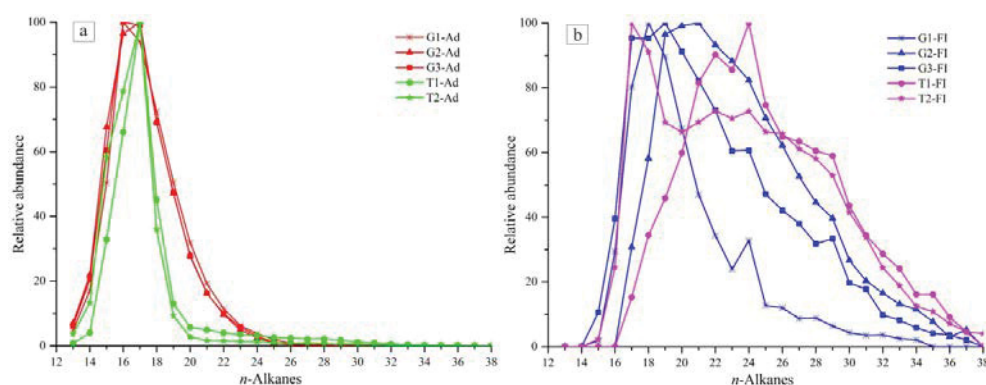 a
G1-Ad
G2-Ad
G3-Ad
T1-Ad
T2-Ad
Relative abundance
100
80
60
40
20
0
12 14 16 18 20 22 24 26 28 30 32 34 36 38
n-Alkanes
b
G1-FI
G2-FI
G3-FI
T1-FI
T2-FI
Relative abundance
100
80
60
40
20
0
12 14 16 18 20 22 24 26 28 30 32 34 36 38
n-Alkanes